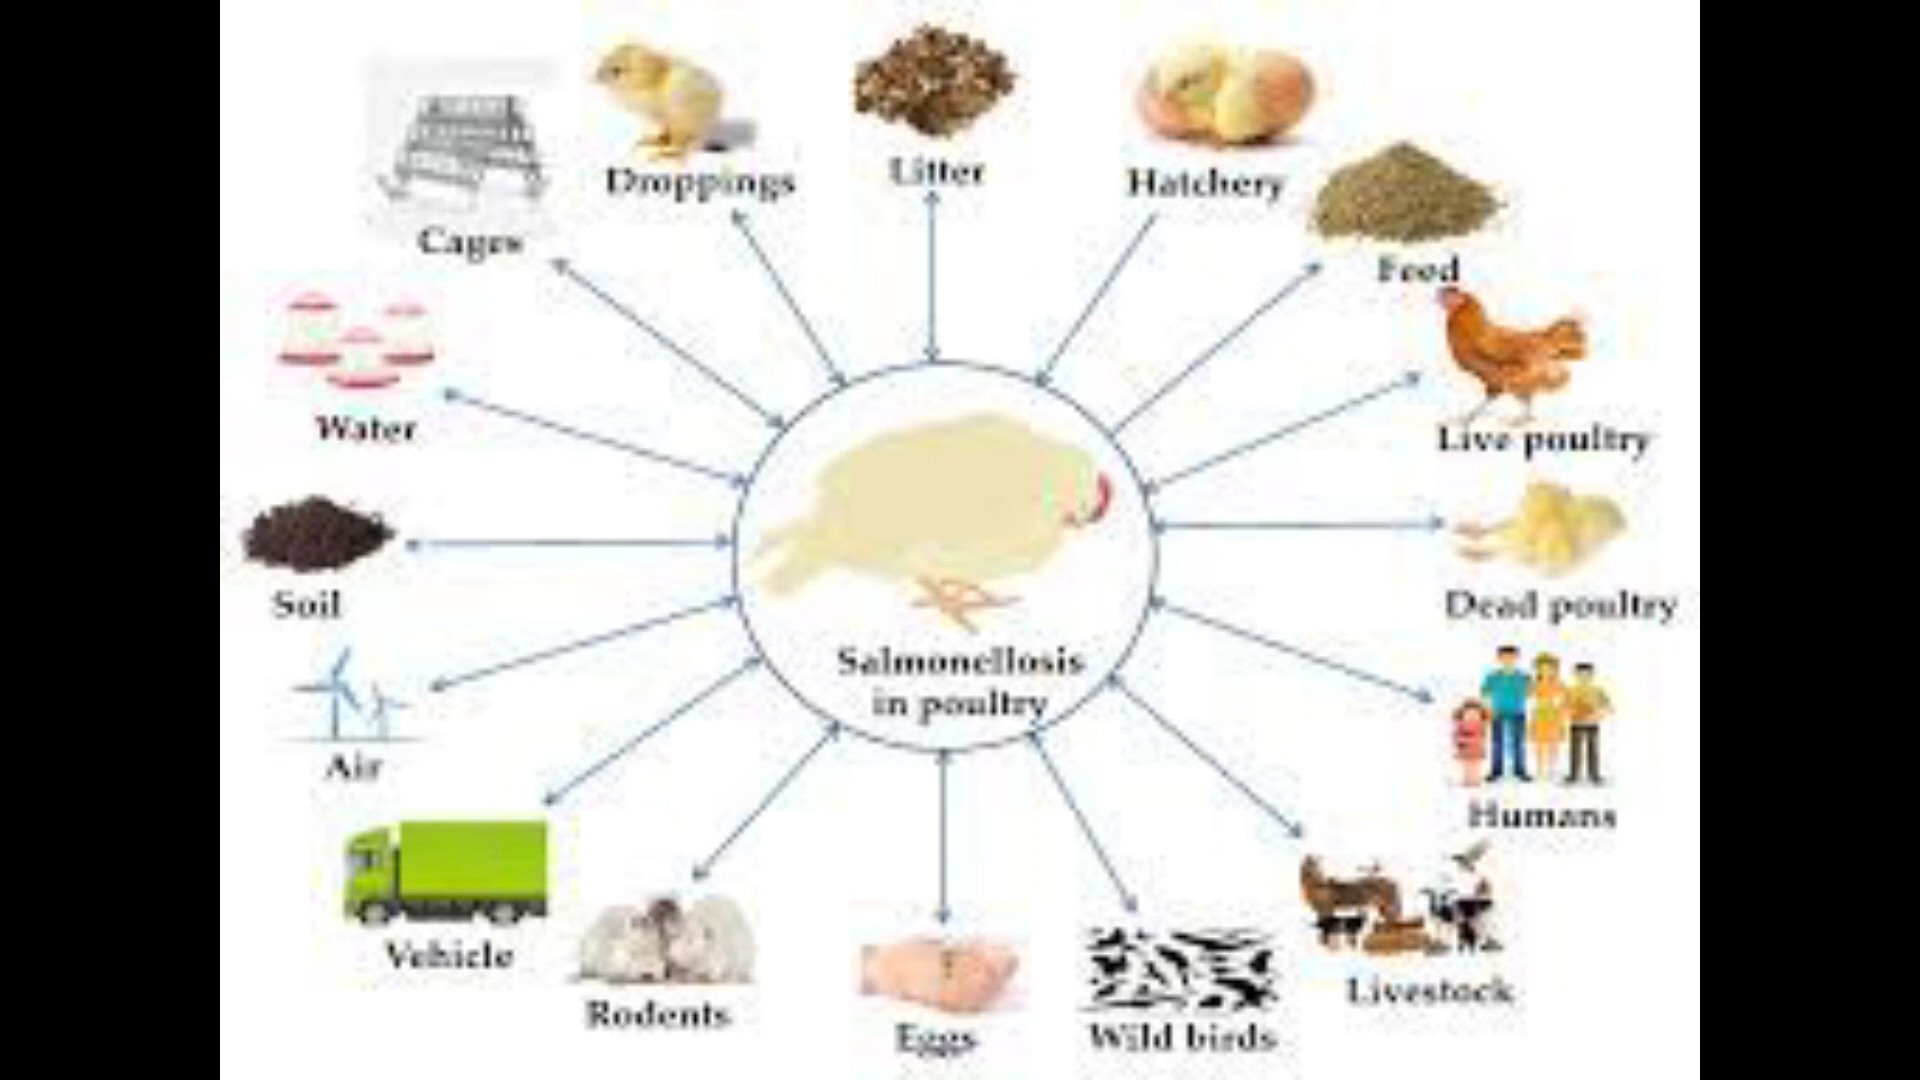 Droppings
Litter
Hatchery
Cages
Feed
Water
Live poultry
Soil
Dead poultry
Salmonellosis
in poultry
Air
Humans
Vehicle
Livestock
Rodents
Eggs
Wild birds